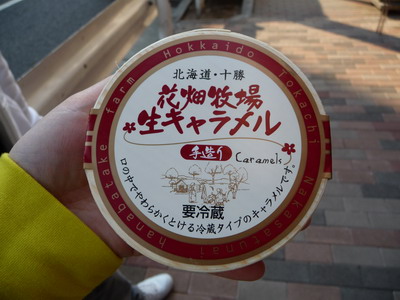 Hokkaido Tokachi Nakasatsunai
hanabatake farm
北海道・十勝
花畑牧場
生キャラメル
手造り Caramels
要冷蔵
口の中でやわらかくとける冷蔵タイプのキャラメルです。